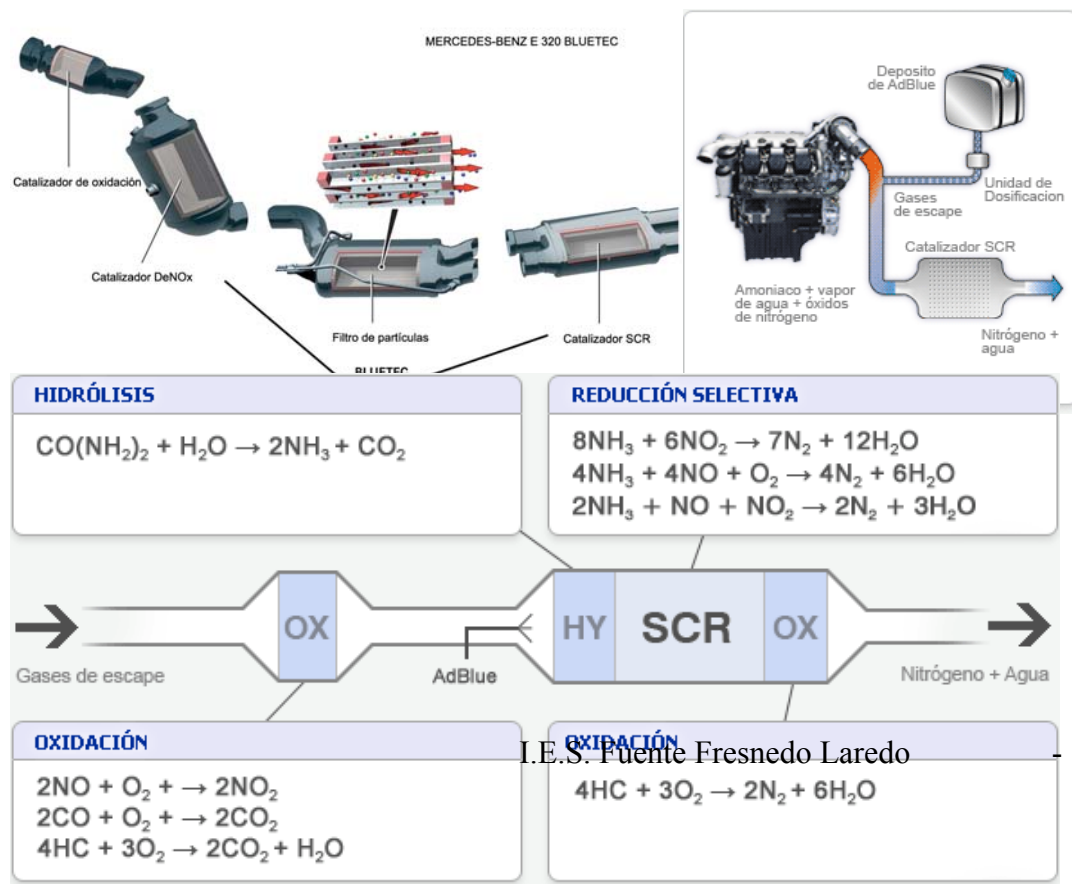 MERCEDES-BENZ E 320 BLUETEC
Catalizador de oxidación
Catalizador DeNOx
Filtro de partículas
Catalizador SCR
BLUETEC
Deposito
de AdBlue
Unidad de
Dosificacion
Gases
de escape
Catalizador SCR
Amoniaco + vapor
de agua + óxidos
de nitrógeno
Nitrógeno +
agua
HIDRÓLISIS
CO(NH₂)₂ + H₂O → 2NH₃ + CO₂
REDUCCIÓN SELECTIVA
8NH₃ + 6NO₂ → 7N₂ + 12H₂O
4NH₃ + 4NO + O₂ → 4N₂ + 6H₂O
2NH₃ + NO + NO₂ → 2N₂ + 3H₂O
OX
HY
SCR
OX
Gases de escape
AdBlue
Nitrógeno + Agua
OXIDACIÓN
2NO + O₂ + → 2NO₂
2CO + O₂ + → 2CO₂
4HC + 3O₂ → 2CO₂ + H₂O
OXIDACIÓN
I.E.S. Fuente Fresnedo Laredo -
4HC + 3O₂ → 2N₂ + 6H₂O